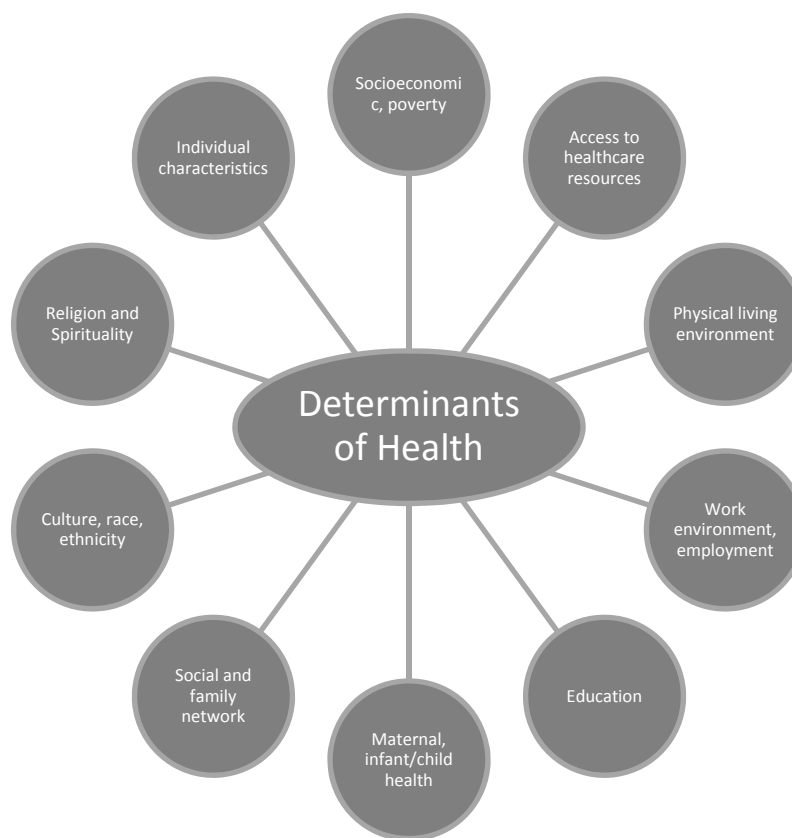 Socioeconomi
c, poverty
Access to
healthcare
resources
Physical living
environment
Work
environment,
employment
Education
Maternal,
infant/child
health
Social and
family
network
Culture, race,
ethnicity
Religion and
Spirituality
Individual
characteristics
Determinants
of Health